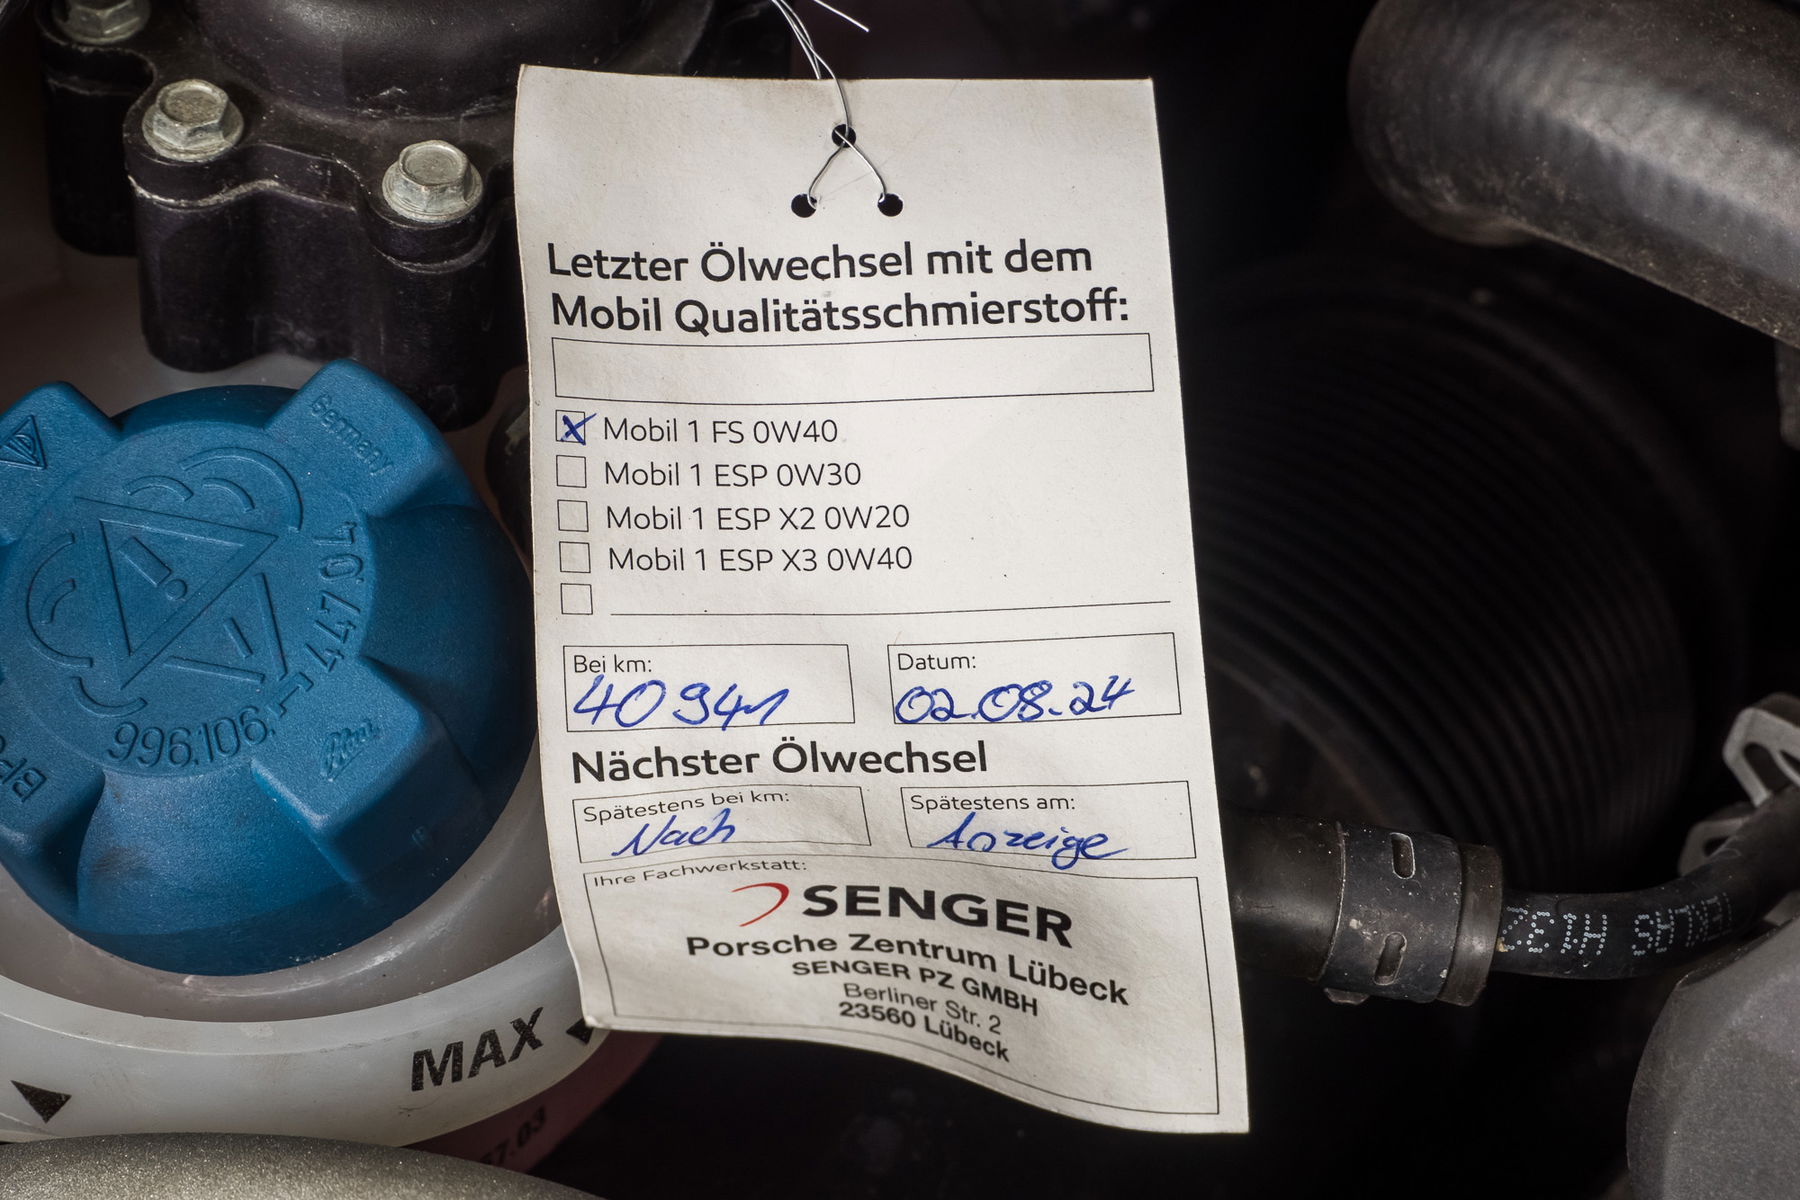 Letzter Ölwechsel mit dem
Mobil Qualitätsschmierstoff:
Mobil 1 FS 0W40
Mobil 1 ESP 0W30
Mobil 1 ESP X2 0W20
Mobil 1 ESP X3 0W40
Bei km:
40941
Datum:
02.08.24
Nächster Ölwechsel
Spätestens bei km:
Nach
Spätestens am:
Anzeige
Ihre Fachwerkstatt:
SENGER
Porsche Zentrum Lübeck
SENGER PZ GMBH
Berliner Str. 2
23560 Lübeck
Germany
996.106.447.01
MAX